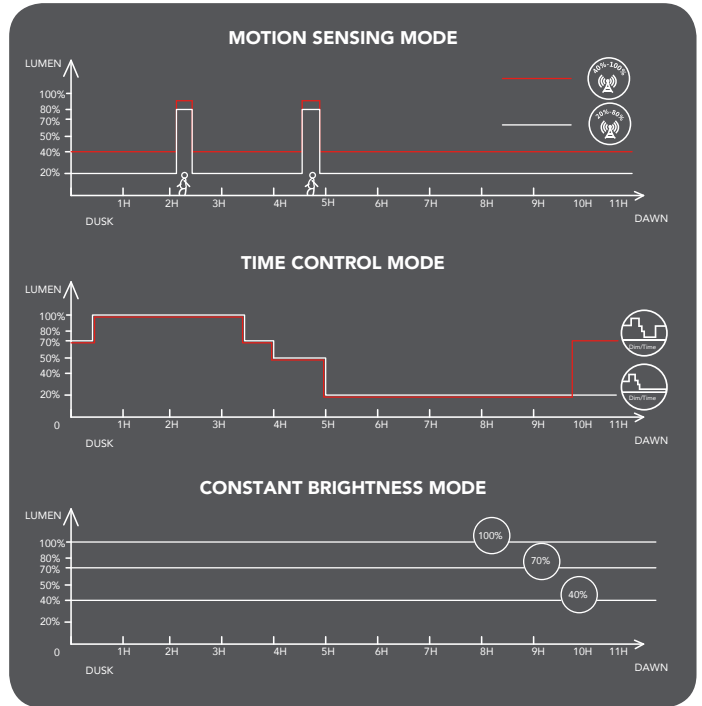 MOTION SENSING MODE
LUMEN
40%-100%
20%-80%
100%
80%
70%
50%
40%
20%
1H 2H 3H 4H 5H 6H 7H 8H 9H 10H 11H
DUSK
DAWN
TIME CONTROL MODE
LUMEN
100%
80%
70%
50%
40%
20%
Dim/Time
Dim/Time
0 1H 2H 3H 4H 5H 6H 7H 8H 9H 10H 11H
DUSK
DAWN
CONSTANT BRIGHTNESS MODE
LUMEN
100%
80%
70%
50%
40%
20%
100%
70%
40%
0 1H 2H 3H 4H 5H 6H 7H 8H 9H 10H 11H
DUSK
DAWN